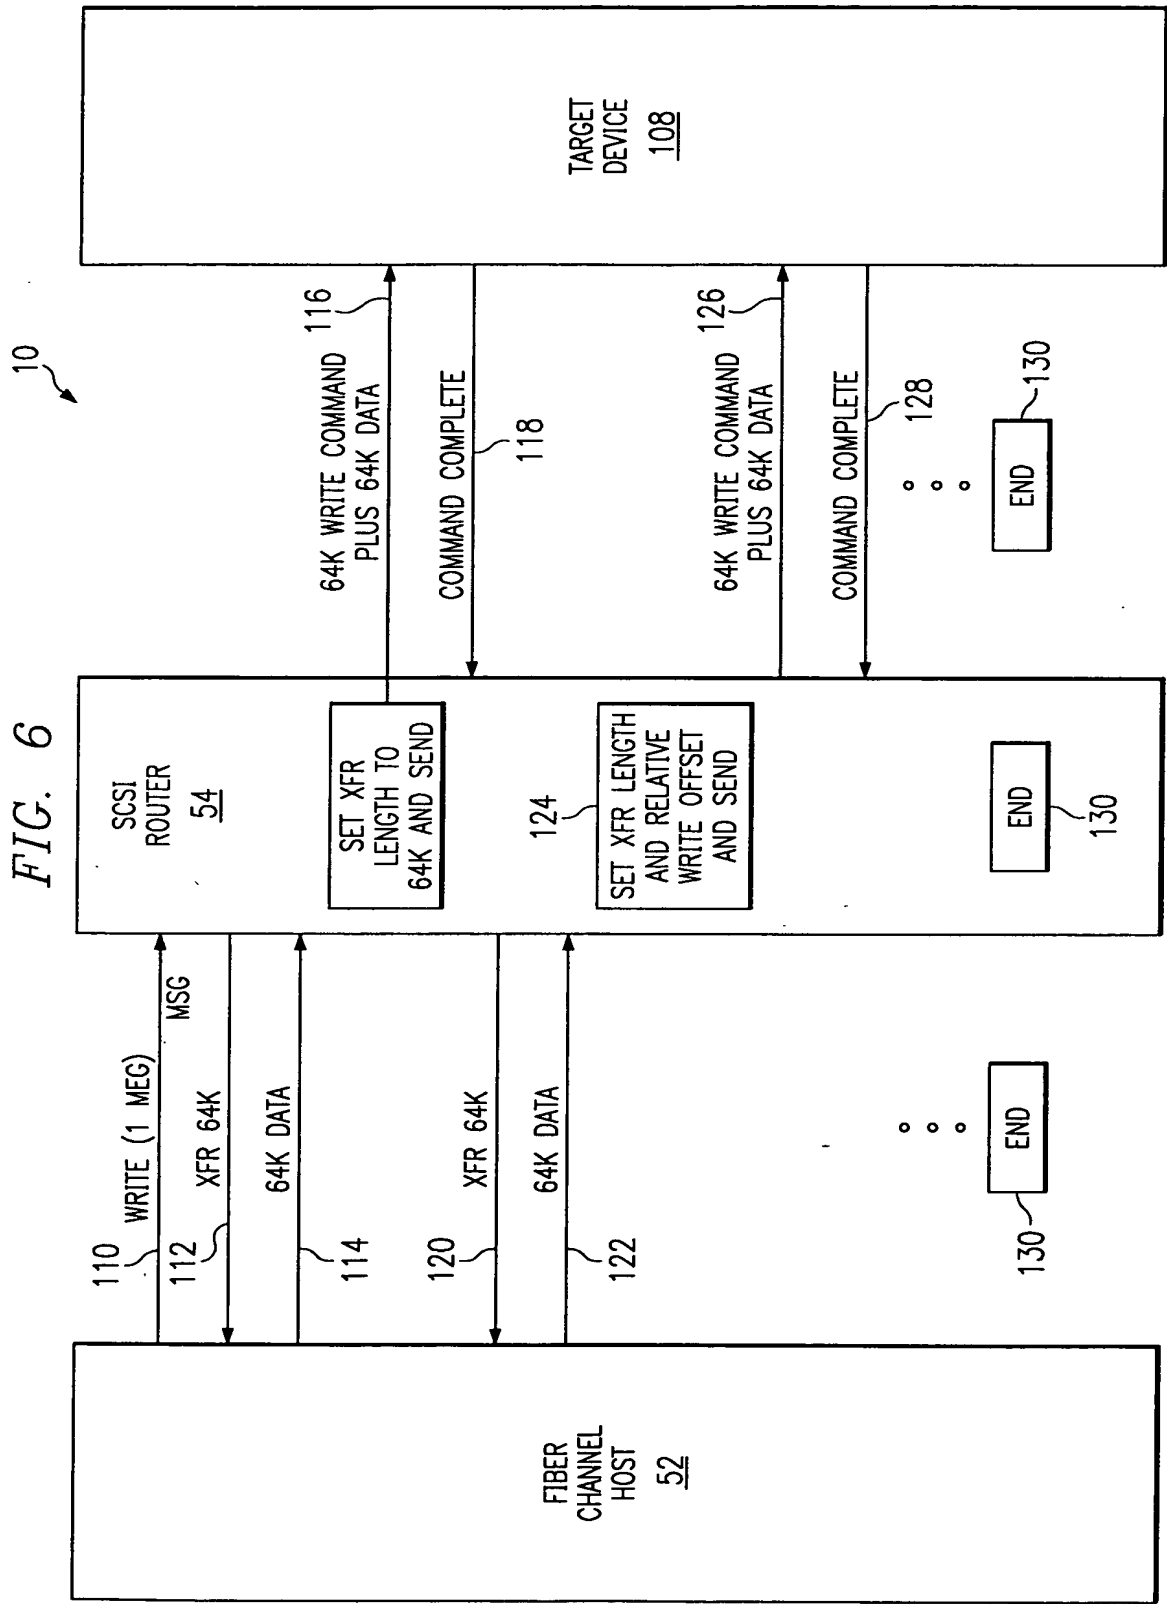 FIG. 6
10
FIBER
CHANNEL
HOST
52
110
WRITE (1 MEG)
MSG
112
XFR 64K
64K DATA
114
120
XFR 64K
64K DATA
122
END
130
SCSI
ROUTER
54
SET XFR
LENGTH TO
64K AND SEND
124
SET XFR LENGTH
AND RELATIVE
WRITE OFFSET
AND SEND
END
130
64K WRITE COMMAND
PLUS 64K DATA
116
COMMAND COMPLETE
118
64K WRITE COMMAND
PLUS 64K DATA
126
COMMAND COMPLETE
128
END
130
TARGET
DEVICE
108